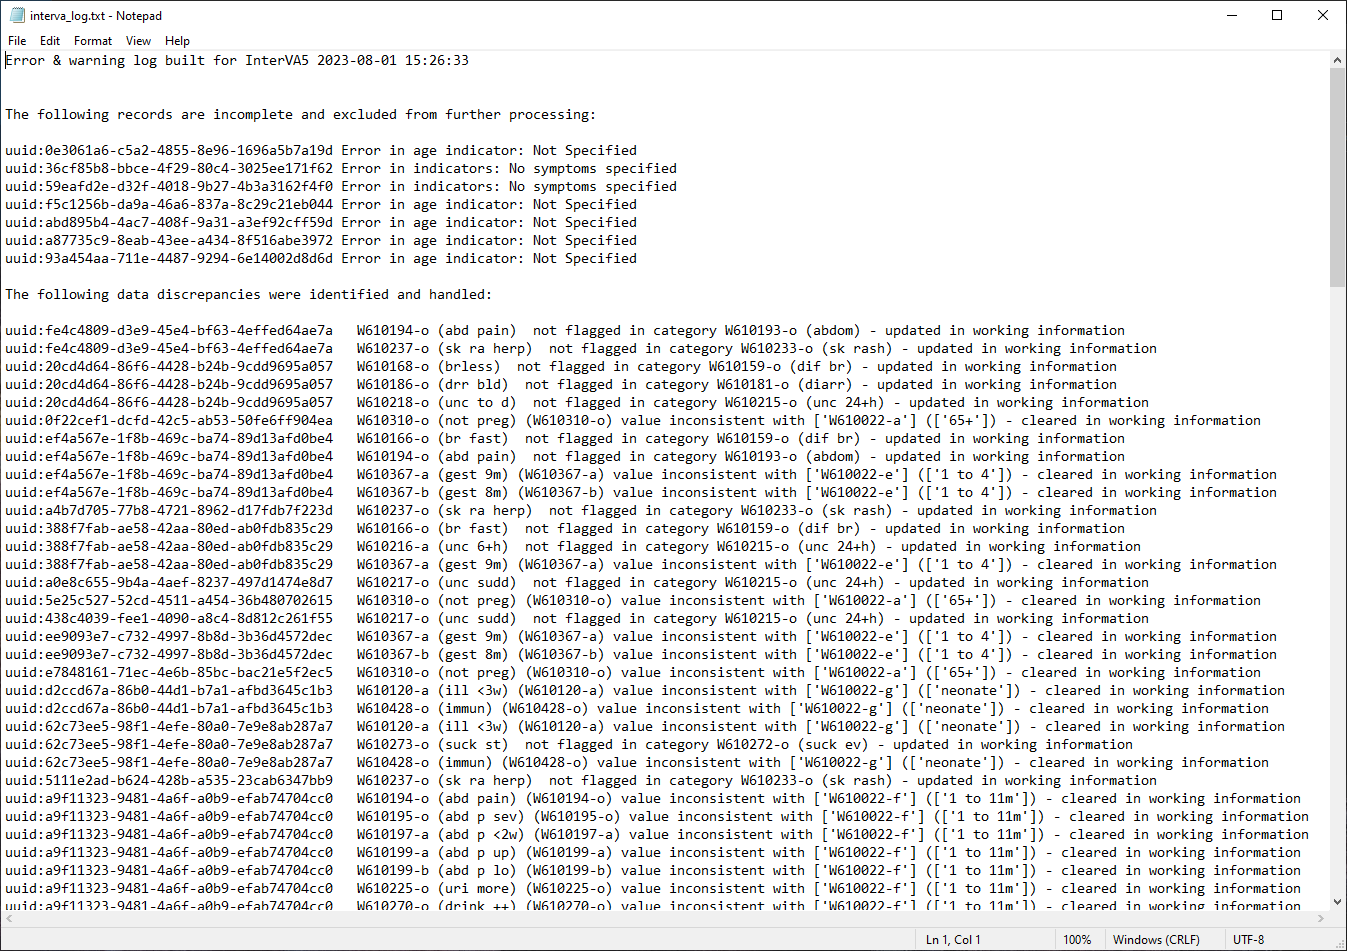 interva_log.txt - Notepad
File Edit Format View Help
Error & warning log built for InterVA5 2023-08-01 15:26:33
The following records are incomplete and excluded from further processing:
uuid:0e3061a6-c5a2-4855-8e96-1696a5b7a19d Error in age indicator: Not Specified
uuid:36cf85b8-bbce-4f29-80c4-3025ee171f62 Error in indicators: No symptoms specified
uuid:59eafd2e-d32f-4018-9b27-4b3a3162f4f0 Error in indicators: No symptoms specified
uuid:f5c1256b-da9a-46a6-837a-8c29c21eb044 Error in age indicator: Not Specified
uuid:abd895b4-4ac7-408f-9a31-a3ef92cff59d Error in age indicator: Not Specified
uuid:a87735c9-8eab-43ee-a434-8f516abe3972 Error in age indicator: Not Specified
uuid:93a454aa-711e-4487-9294-6e14002d8d6d Error in age indicator: Not Specified
The following data discrepancies were identified and handled:
uuid:fe4c4809-d3e9-45e4-bf63-4effed64ae7a   W610194-o (abd pain)  not flagged in category W610193-o (abdom) - updated in working information
uuid:fe4c4809-d3e9-45e4-bf63-4effed64ae7a   W610237-o (sk ra herp)  not flagged in category W610233-o (sk rash) - updated in working information
uuid:20cd4d64-86f6-4428-b24b-9cdd9695a057   W610168-o (brless)  not flagged in category W610159-o (dif br) - updated in working information
uuid:20cd4d64-86f6-4428-b24b-9cdd9695a057   W610186-o (drr bld)  not flagged in category W610181-o (diarr) - updated in working information
uuid:20cd4d64-86f6-4428-b24b-9cdd9695a057   W610218-o (unc to d)  not flagged in category W610215-o (unc 24+h) - updated in working information
uuid:0f22cef1-dcfd-42c5-ab53-50fe6ff904ea   W610310-o (not preg) (W610310-o) value inconsistent with ['W610022-a'] (['65+']) - cleared in working information
uuid:ef4a567e-1f8b-469c-ba74-89d13afd0be4   W610166-o (br fast)  not flagged in category W610159-o (dif br) - updated in working information
uuid:ef4a567e-1f8b-469c-ba74-89d13afd0be4   W610194-o (abd pain)  not flagged in category W610193-o (abdom) - updated in working information
uuid:ef4a567e-1f8b-469c-ba74-89d13afd0be4   W610367-a (gest 9m) (W610367-a) value inconsistent with ['W610022-e'] (['1 to 4']) - cleared in working information
uuid:ef4a567e-1f8b-469c-ba74-89d13afd0be4   W610367-b (gest 8m) (W610367-b) value inconsistent with ['W610022-e'] (['1 to 4']) - cleared in working information
uuid:a4b7d705-77b8-4721-8962-d17fdb7f223d   W610237-o (sk ra herp)  not flagged in category W610233-o (sk rash) - updated in working information
uuid:388f7fab-ae58-42aa-80ed-ab0fdb835c29   W610166-o (br fast)  not flagged in category W610159-o (dif br) - updated in working information
uuid:388f7fab-ae58-42aa-80ed-ab0fdb835c29   W610216-a (unc 6+h)  not flagged in category W610215-o (unc 24+h) - updated in working information
uuid:388f7fab-ae58-42aa-80ed-ab0fdb835c29   W610367-a (gest 9m) (W610367-a) value inconsistent with ['W610022-e'] (['1 to 4']) - cleared in working information
uuid:a0e8c655-9b4a-4aef-8237-497d1474e8d7   W610217-o (unc sudd)  not flagged in category W610215-o (unc 24+h) - updated in working information
uuid:5e25c527-52cd-4511-a454-36b480702615   W610310-o (not preg) (W610310-o) value inconsistent with ['W610022-a'] (['65+']) - cleared in working information
uuid:438c4039-fee1-4090-a8c4-8d812c261f55   W610217-o (unc sudd)  not flagged in category W610215-o (unc 24+h) - updated in working information
uuid:ee9093e7-c732-4997-8b8d-3b36d4572dec   W610367-a (gest 9m) (W610367-a) value inconsistent with ['W610022-e'] (['1 to 4']) - cleared in working information
uuid:ee9093e7-c732-4997-8b8d-3b36d4572dec   W610367-b (gest 8m) (W610367-b) value inconsistent with ['W610022-e'] (['1 to 4']) - cleared in working information
uuid:e7848161-71ec-4e6b-85bc-bac21e5f2ec5   W610310-o (not preg) (W610310-o) value inconsistent with ['W610022-a'] (['65+']) - cleared in working information
uuid:d2ccd67a-86b0-44d1-b7a1-afbd3645c1b3   W610120-a (ill <3w) (W610120-a) value inconsistent with ['W610022-g'] (['neonate']) - cleared in working information
uuid:d2ccd67a-86b0-44d1-b7a1-afbd3645c1b3   W610428-o (immun) (W610428-o) value inconsistent with ['W610022-g'] (['neonate']) - cleared in working information
uuid:62c73ee5-98f1-4efe-80a0-7e9e8ab287a7   W610120-a (ill <3w) (W610120-a) value inconsistent with ['W610022-g'] (['neonate']) - cleared in working information
uuid:62c73ee5-98f1-4efe-80a0-7e9e8ab287a7   W610273-o (suck st)  not flagged in category W610272-o (suck ev) - updated in working information
uuid:62c73ee5-98f1-4efe-80a0-7e9e8ab287a7   W610428-o (immun) (W610428-o) value inconsistent with ['W610022-g'] (['neonate']) - cleared in working information
uuid:5111e2ad-b624-428b-a535-23cab6347bb9   W610237-o (sk ra herp)  not flagged in category W610233-o (sk rash) - updated in working information
uuid:a9f11323-9481-4a6f-a0b9-efab74704cc0   W610194-o (abd pain) (W610194-o) value inconsistent with ['W610022-f'] (['1 to 11m']) - cleared in working information
uuid:a9f11323-9481-4a6f-a0b9-efab74704cc0   W610195-o (abd p sev) (W610195-o) value inconsistent with ['W610022-f'] (['1 to 11m']) - cleared in working information
uuid:a9f11323-9481-4a6f-a0b9-efab74704cc0   W610197-a (abd p <2w) (W610197-a) value inconsistent with ['W610022-f'] (['1 to 11m']) - cleared in working information
uuid:a9f11323-9481-4a6f-a0b9-efab74704cc0   W610199-a (abd p up) (W610199-a) value inconsistent with ['W610022-f'] (['1 to 11m']) - cleared in working information
uuid:a9f11323-9481-4a6f-a0b9-efab74704cc0   W610199-b (abd p lo) (W610199-b) value inconsistent with ['W610022-f'] (['1 to 11m']) - cleared in working information
uuid:a9f11323-9481-4a6f-a0b9-efab74704cc0   W610225-o (uri more) (W610225-o) value inconsistent with ['W610022-f'] (['1 to 11m']) - cleared in working information
uuid:a9f11323-9481-4a6f-a0b9-efab74704cc0   W610270-o (drink ++) (W610270-o) value inconsistent with ['W610022-f'] (['1 to 11m']) - cleared in working information
Ln 1, Col 1 100% Windows (CRLF) UTF-8